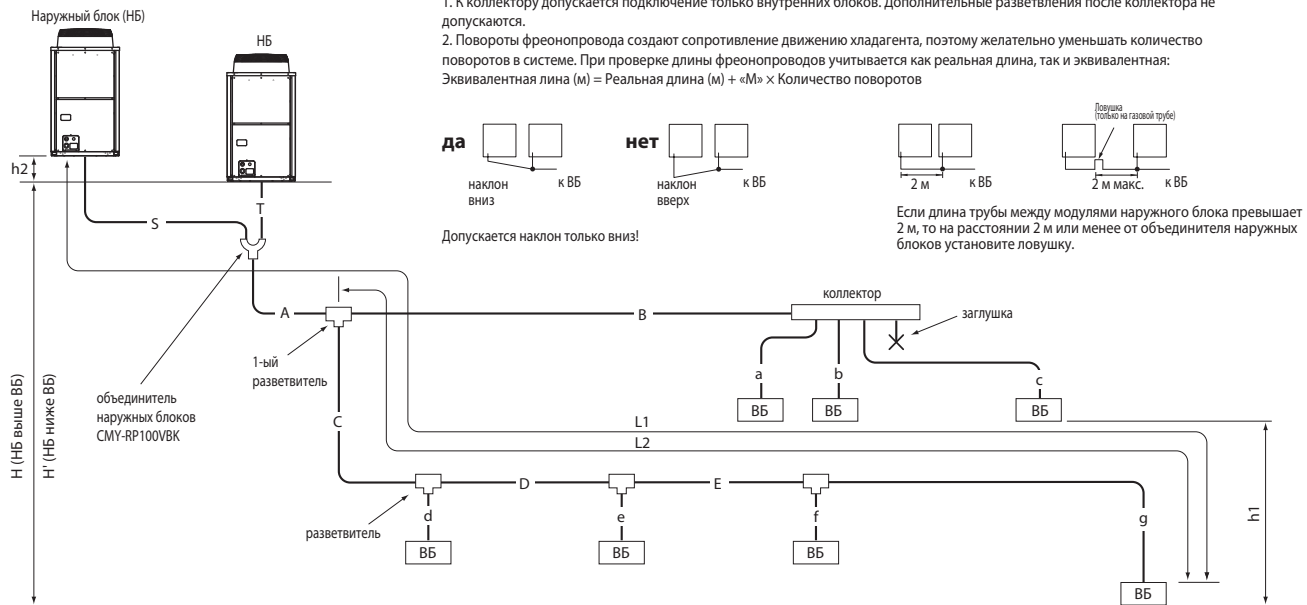 1. К коллектору допускается подключение только внутренних блоков. Дополнительные разветвления после коллектора не
допускаются.
2. Повороты фреонопровода создают сопротивление движению хладагента, поэтому желательно уменьшать количество
поворотов в системе. При проверке длины фреонопроводов учитывается как реальная длина, так и эквивалентная:
Эквивалентная лина (м) = Реальная длина (м) + «М» × Количество поворотов
Наружный блок (НБ)
НБ
h2
да
наклон
вниз
к ВБ
нет
наклон
вверх
к ВБ
2 м
к ВБ
Ловушка
(только на газовой трубе)
2 м макс.
к ВБ
Допускается наклон только вниз!
Если длина трубы между модулями наружного блока превышает
2 м, то на расстоянии 2 м или менее от объединителя наружных
блоков установите ловушку.
S
T
A
B
коллектор
заглушка
1-ый
разветвитель
объединитель
наружных блоков
CMY-RP100VBK
a
b
c
ВБ
ВБ
ВБ
C
L1
L2
H (НБ выше ВБ)
H' (НБ ниже ВБ)
D
E
разветвитель
d
e
f
g
h1
ВБ
ВБ
ВБ
ВБ